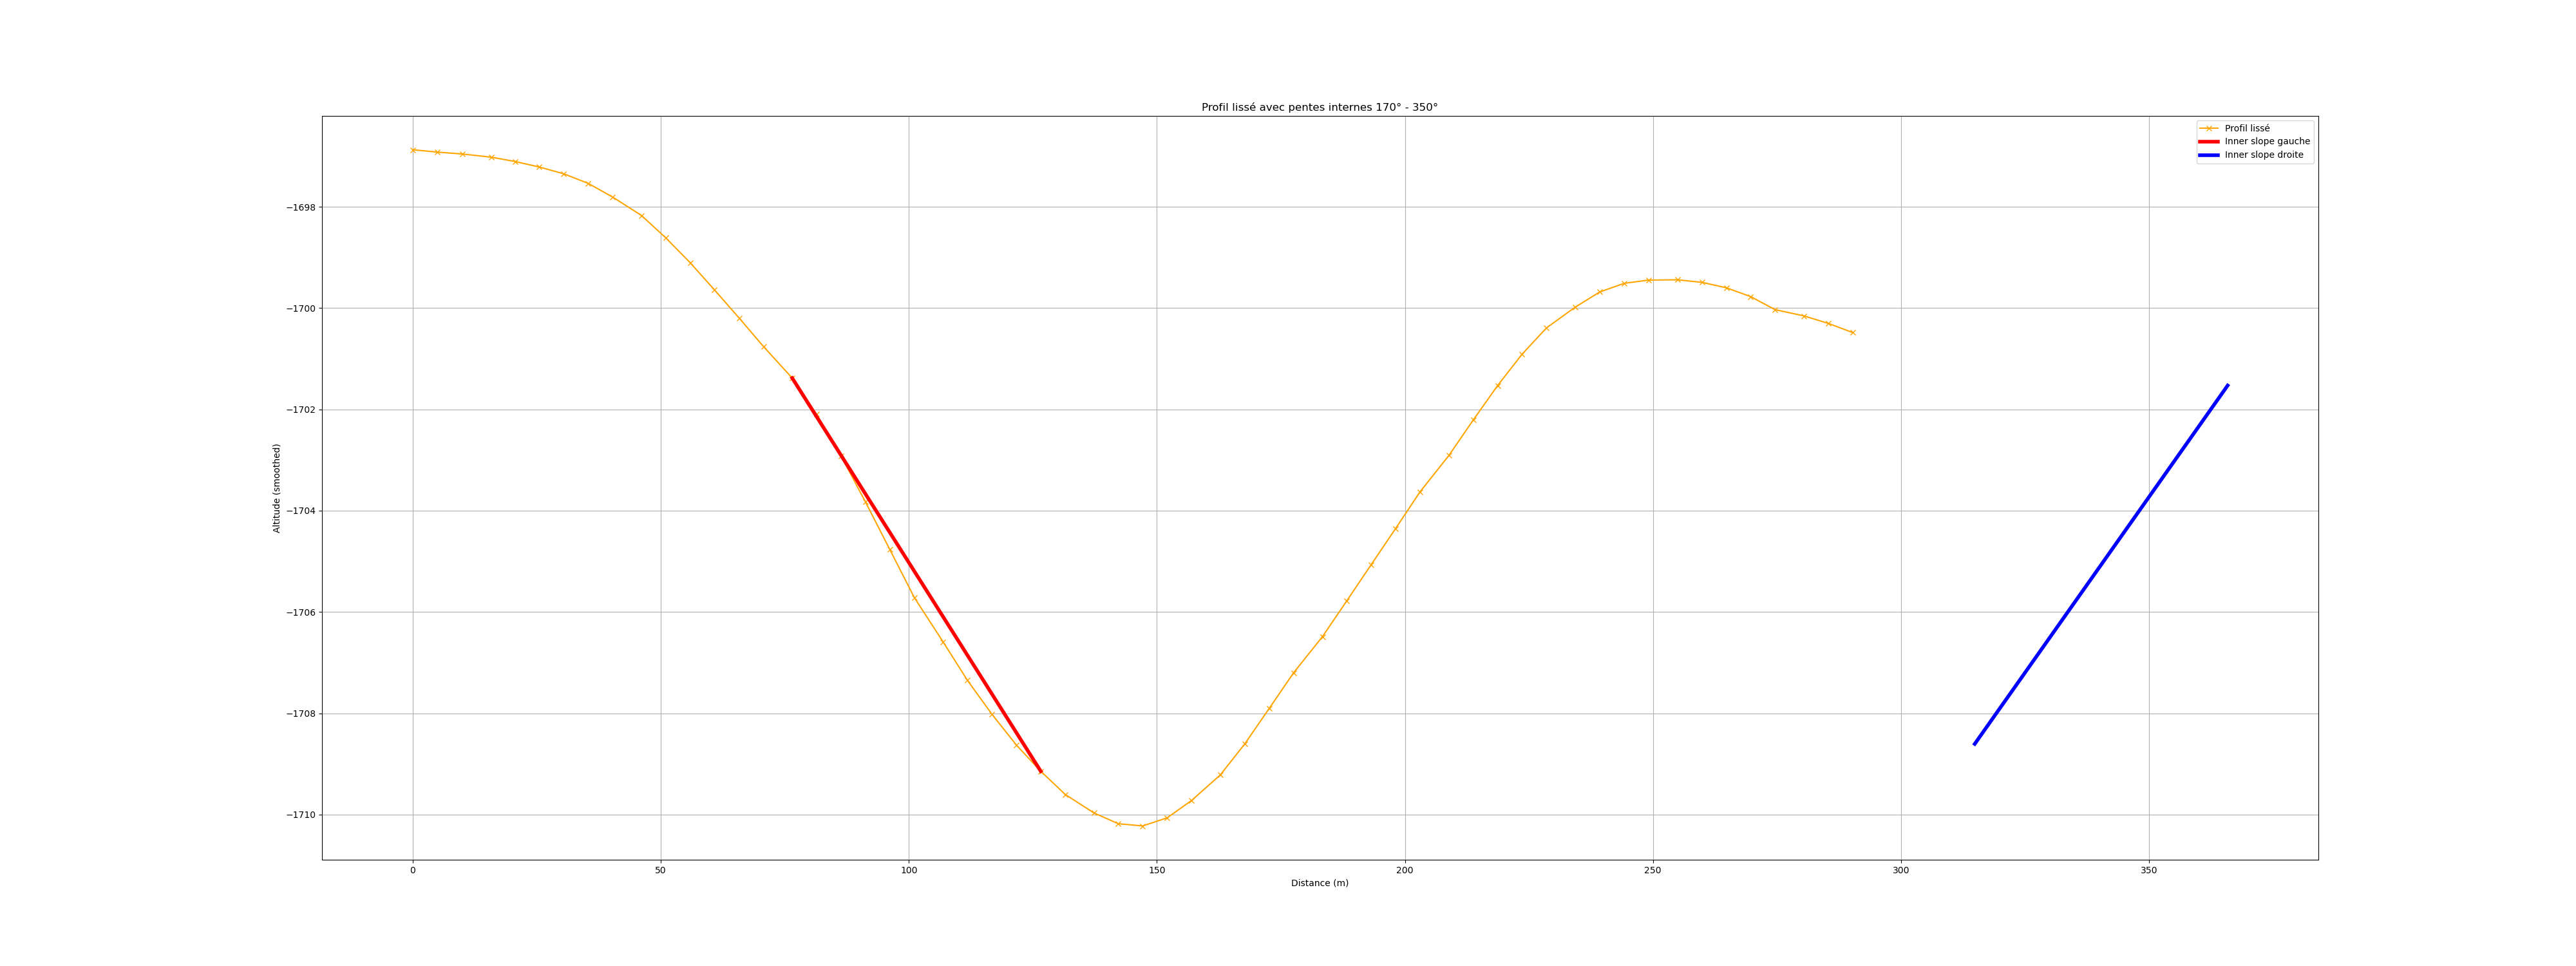 Profil lissé avec pentes internes 170° - 350°
Profil lissé
Inner slope gauche
Inner slope droite
Altitude (smoothed)
−1698
−1700
−1702
−1704
−1706
−1708
−1710
0 50 100 150 200 250 300 350
Distance (m)